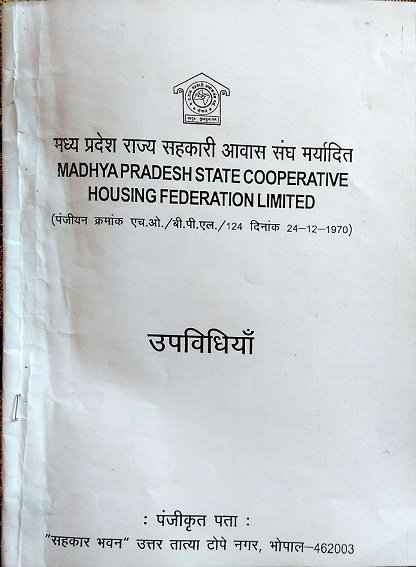 मध्य प्रदेश राज्य सहकारी आवास संघ मर्यादित
MADHYA PRADESH STATE COOPERATIVE
HOUSING FEDERATION LIMITED
(पंजीयन क्रमांक एच.ओ./बी.पी.एल./124 दिनांक 24-12-1970)
उपविधियाँ
: पंजीकृत पता :
"सहकार भवन" उत्तर तात्या टोपे नगर, भोपाल-462003